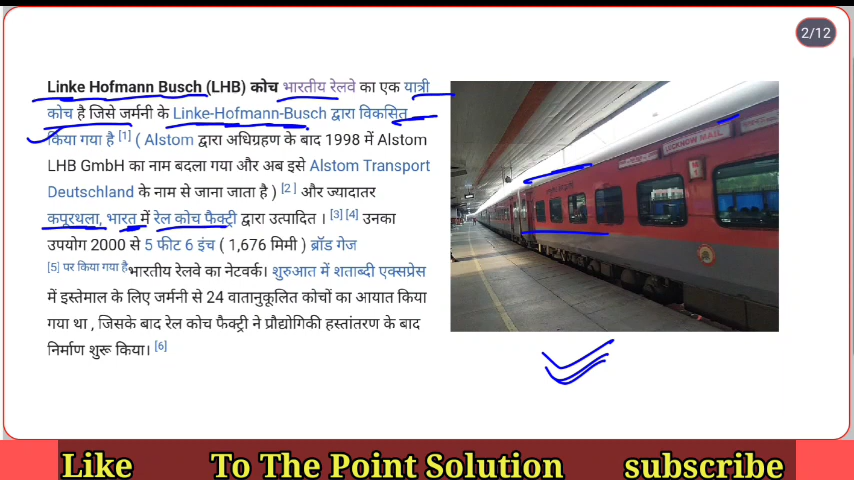 2/12
Linke Hofmann Busch (LHB) कोच भारतीय रेलवे का एक यात्री
कोच है जिसे जर्मनी के Linke-Hofmann-Busch द्वारा विकसित
किया गया है [1] ( Alstom द्वारा अधिग्रहण के बाद 1998 में Alstom
LHB GmbH का नाम बदला गया और अब इसे Alstom Transport
Deutschland के नाम से जाना जाता है ) [2] और ज्यादातर
कपूरथला, भारत में रेल कोच फैक्ट्री द्वारा उत्पादित । [3] [4] उनका
उपयोग 2000 से 5 फीट 6 इंच ( 1,676 मिमी ) ब्रॉड गेज
[5] पर किया गया है भारतीय रेलवे का नेटवर्क। शुरुआत में शताब्दी एक्सप्रेस
में इस्तेमाल के लिए जर्मनी से 24 वातानुकूलित कोचों का आयात किया
गया था , जिसके बाद रेल कोच फैक्ट्री ने प्रौद्योगिकी हस्तांतरण के बाद
निर्माण शुरू किया। [6]
LUCKNOW MAIL
Like To The Point Solution subscribe